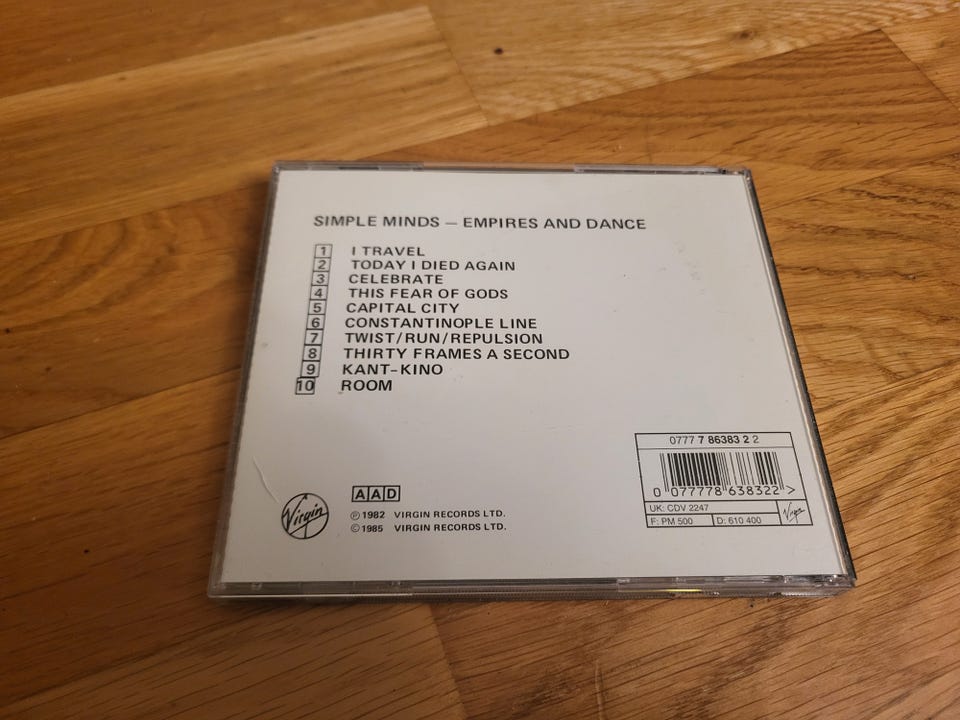 SIMPLE MINDS – EMPIRES AND DANCE
1 I TRAVEL
2 TODAY I DIED AGAIN
3 CELEBRATE
4 THIS FEAR OF GODS
5 CAPITAL CITY
6 CONSTANTINOPLE LINE
7 TWIST/RUN/REPULSION
8 THIRTY FRAMES A SECOND
9 KANT–KINO
10 ROOM
0777 7 86383 2 2
0 077778 638322 >
UK: CDV 2247
F: PM 500 D: 610 400
Virgin
Virgin
AAD
℗ 1982 VIRGIN RECORDS LTD.
© 1985 VIRGIN RECORDS LTD.